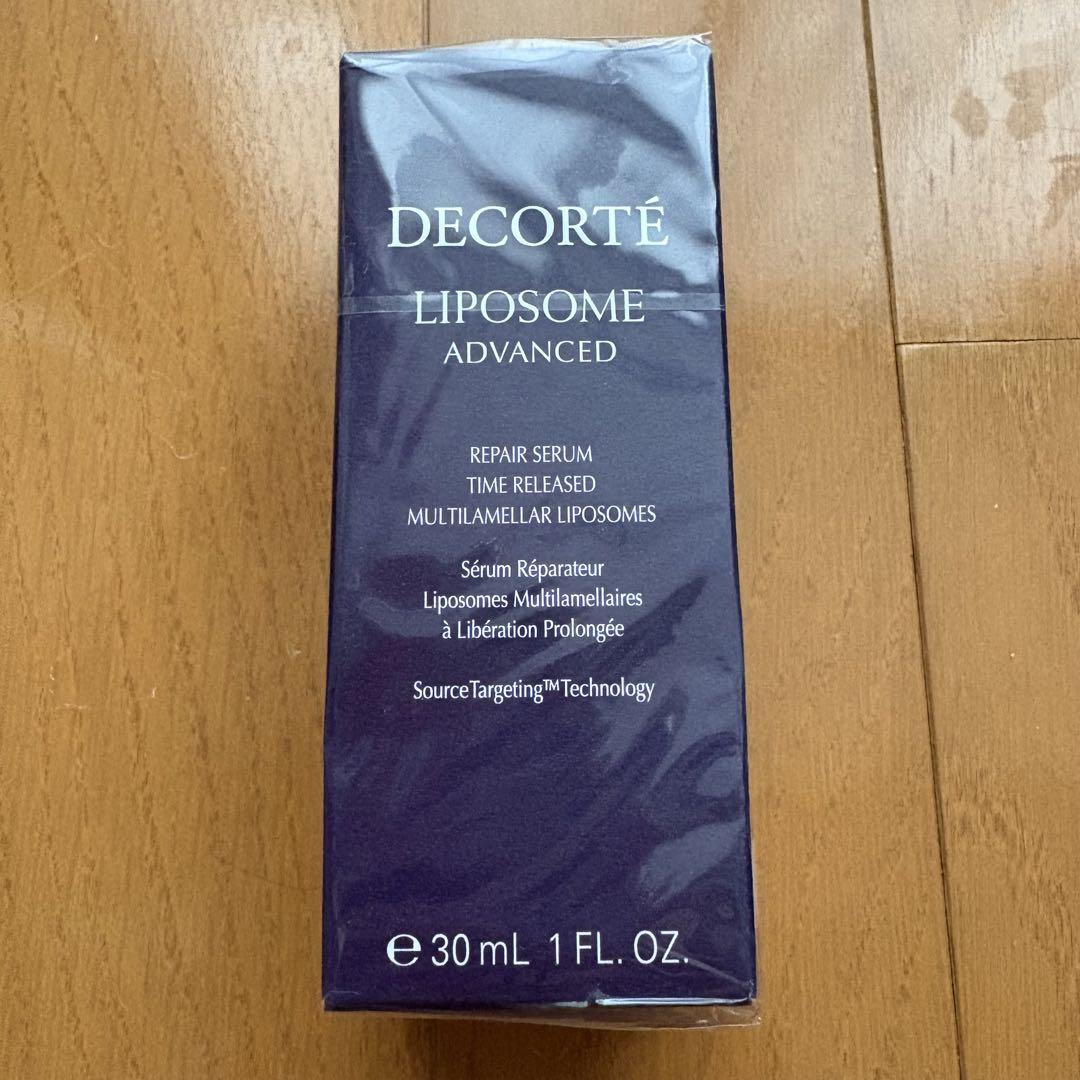 DECORTÉ
LIPOSOME
ADVANCED
REPAIR SERUM
TIME RELEASED
MULTILAMELLAR LIPOSOMES
Sérum Réparateur
Liposomes Multilamellaires
à Libération Prolongée
SourceTargeting™Technology
℮ 30 mL 1 FL. OZ.